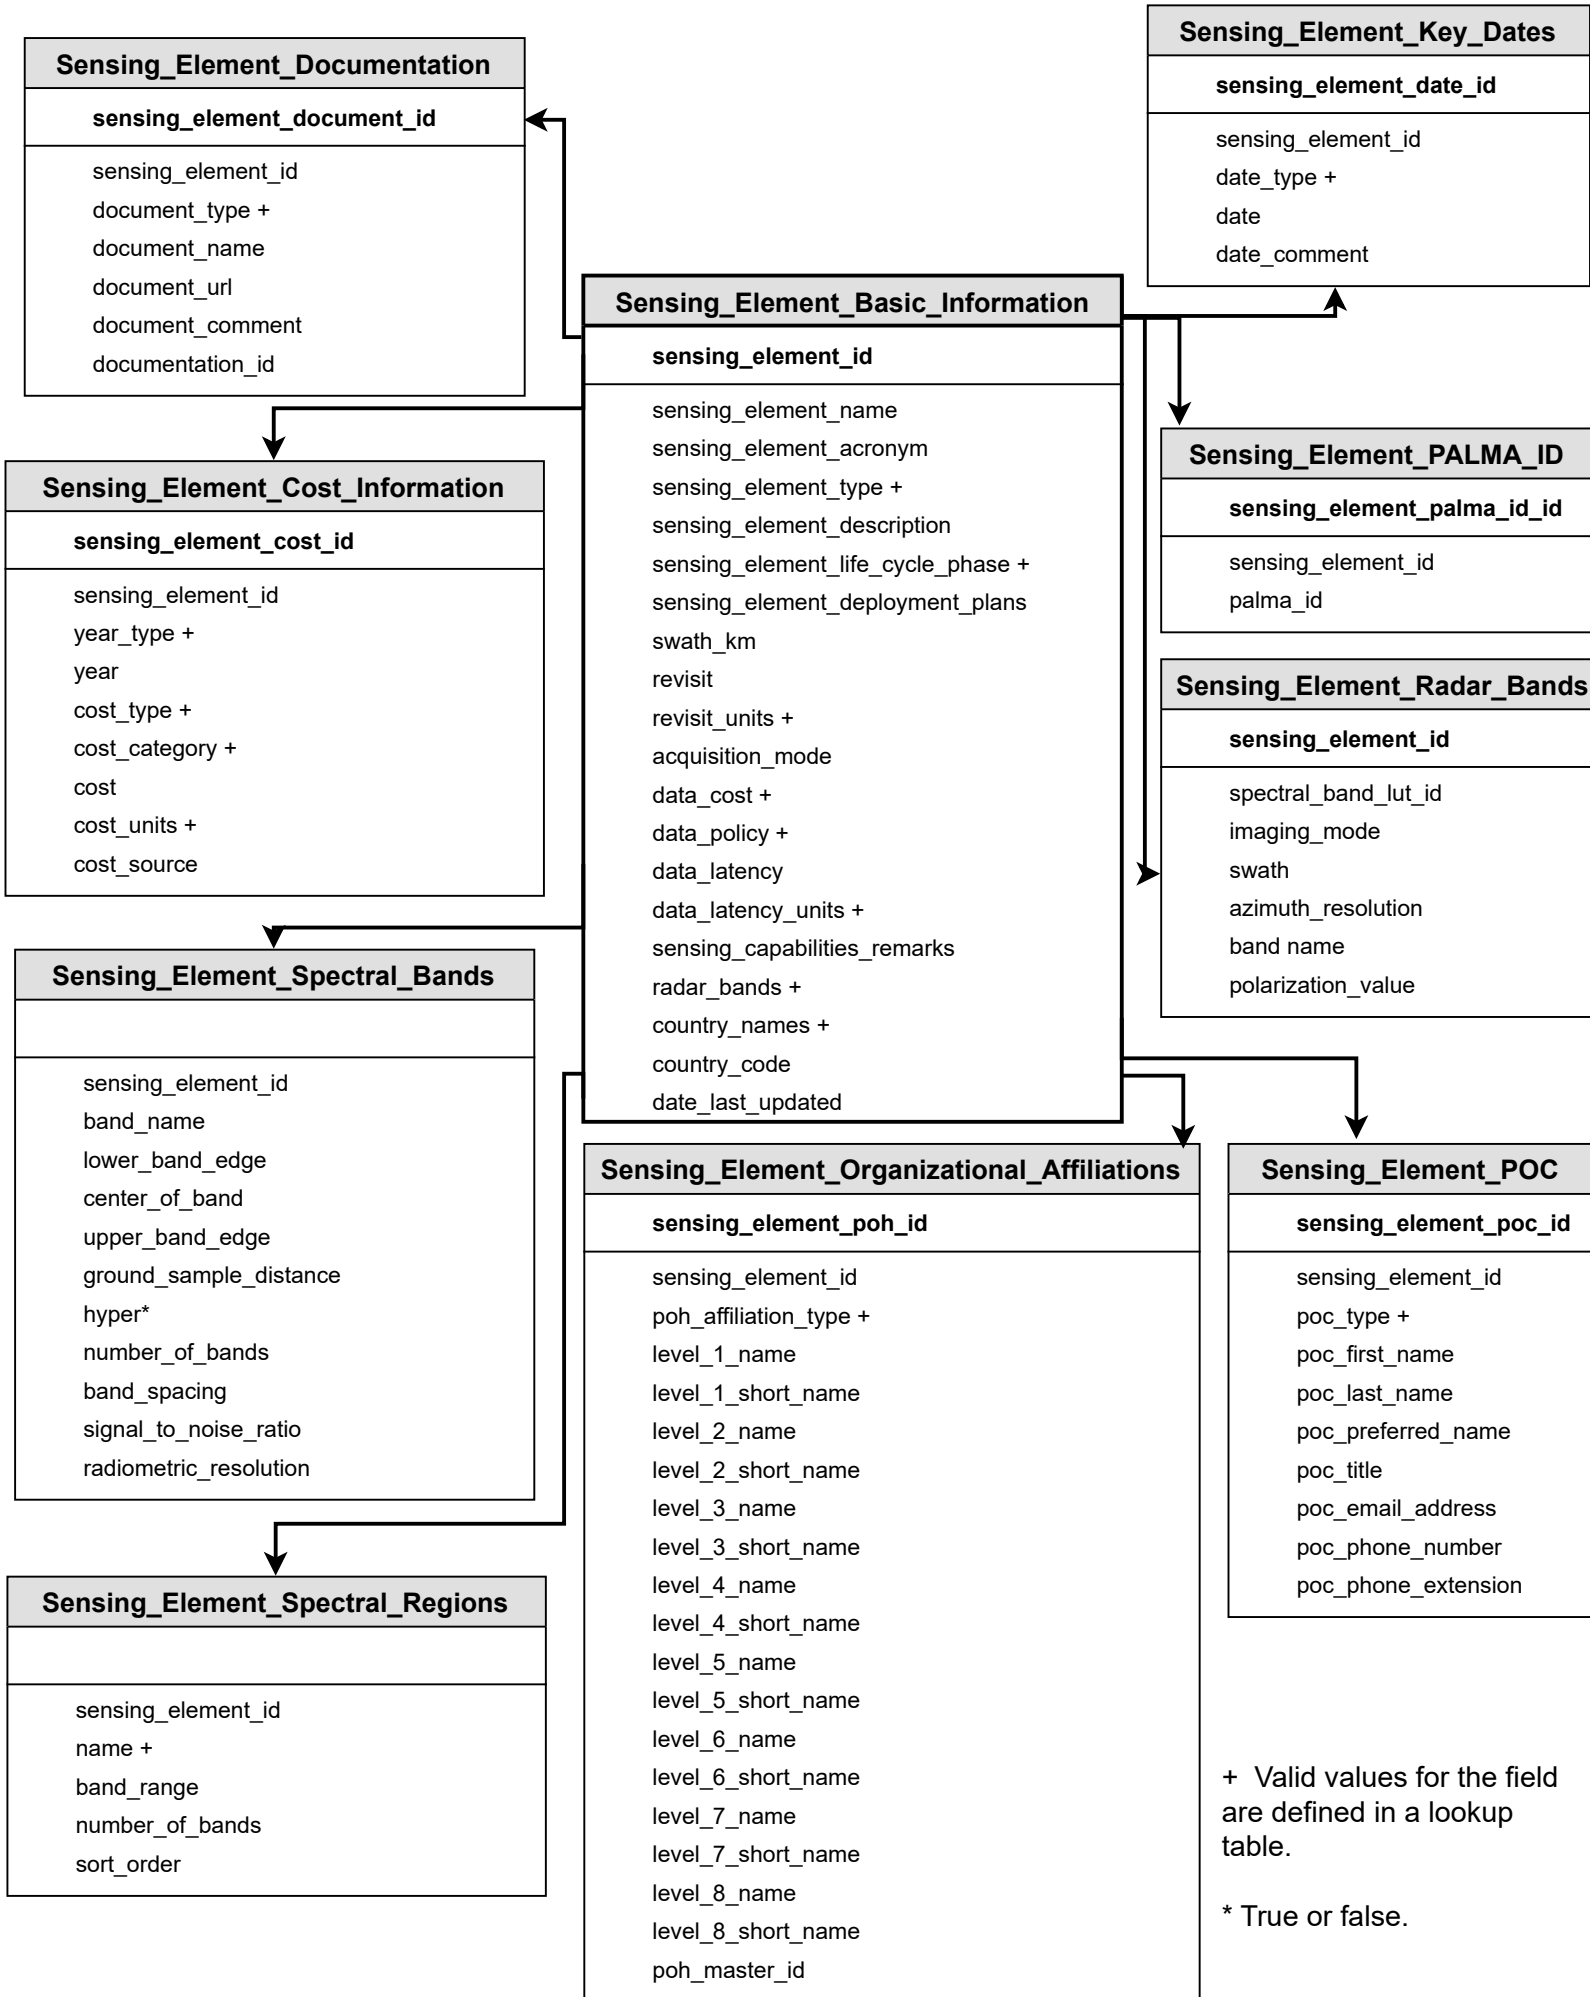 Sensing_Element_Documentation
sensing_element_document_id
sensing_element_id
document_type +
document_name
document_url
document_comment
documentation_id
Sensing_Element_Key_Dates
sensing_element_date_id
sensing_element_id
date_type +
date
date_comment
Sensing_Element_Basic_Information
sensing_element_id
sensing_element_name
sensing_element_acronym
sensing_element_type +
sensing_element_description
sensing_element_life_cycle_phase +
sensing_element_deployment_plans
swath_km
revisit
revisit_units +
acquisition_mode
data_cost +
data_policy +
data_latency
data_latency_units +
sensing_capabilities_remarks
radar_bands +
country_names +
country_code
date_last_updated
Sensing_Element_Cost_Information
sensing_element_cost_id
sensing_element_id
year_type +
year
cost_type +
cost_category +
cost
cost_units +
cost_source
Sensing_Element_PALMA_ID
sensing_element_palma_id_id
sensing_element_id
palma_id
Sensing_Element_Radar_Bands
sensing_element_id
spectral_band_lut_id
imaging_mode
swath
azimuth_resolution
band name
polarization_value
Sensing_Element_Spectral_Bands
sensing_element_id
band_name
lower_band_edge
center_of_band
upper_band_edge
ground_sample_distance
hyper*
number_of_bands
band_spacing
signal_to_noise_ratio
radiometric_resolution
Sensing_Element_Organizational_Affiliations
sensing_element_poh_id
sensing_element_id
poh_affiliation_type +
level_1_name
level_1_short_name
level_2_name
level_2_short_name
level_3_name
level_3_short_name
level_4_name
level_4_short_name
level_5_name
level_5_short_name
level_6_name
level_6_short_name
level_7_name
level_7_short_name
level_8_name
level_8_short_name
poh_master_id
Sensing_Element_POC
sensing_element_poc_id
sensing_element_id
poc_type +
poc_first_name
poc_last_name
poc_preferred_name
poc_title
poc_email_address
poc_phone_number
poc_phone_extension
Sensing_Element_Spectral_Regions
sensing_element_id
name +
band_range
number_of_bands
sort_order
+ Valid values for the field
are defined in a lookup
table.
* True or false.